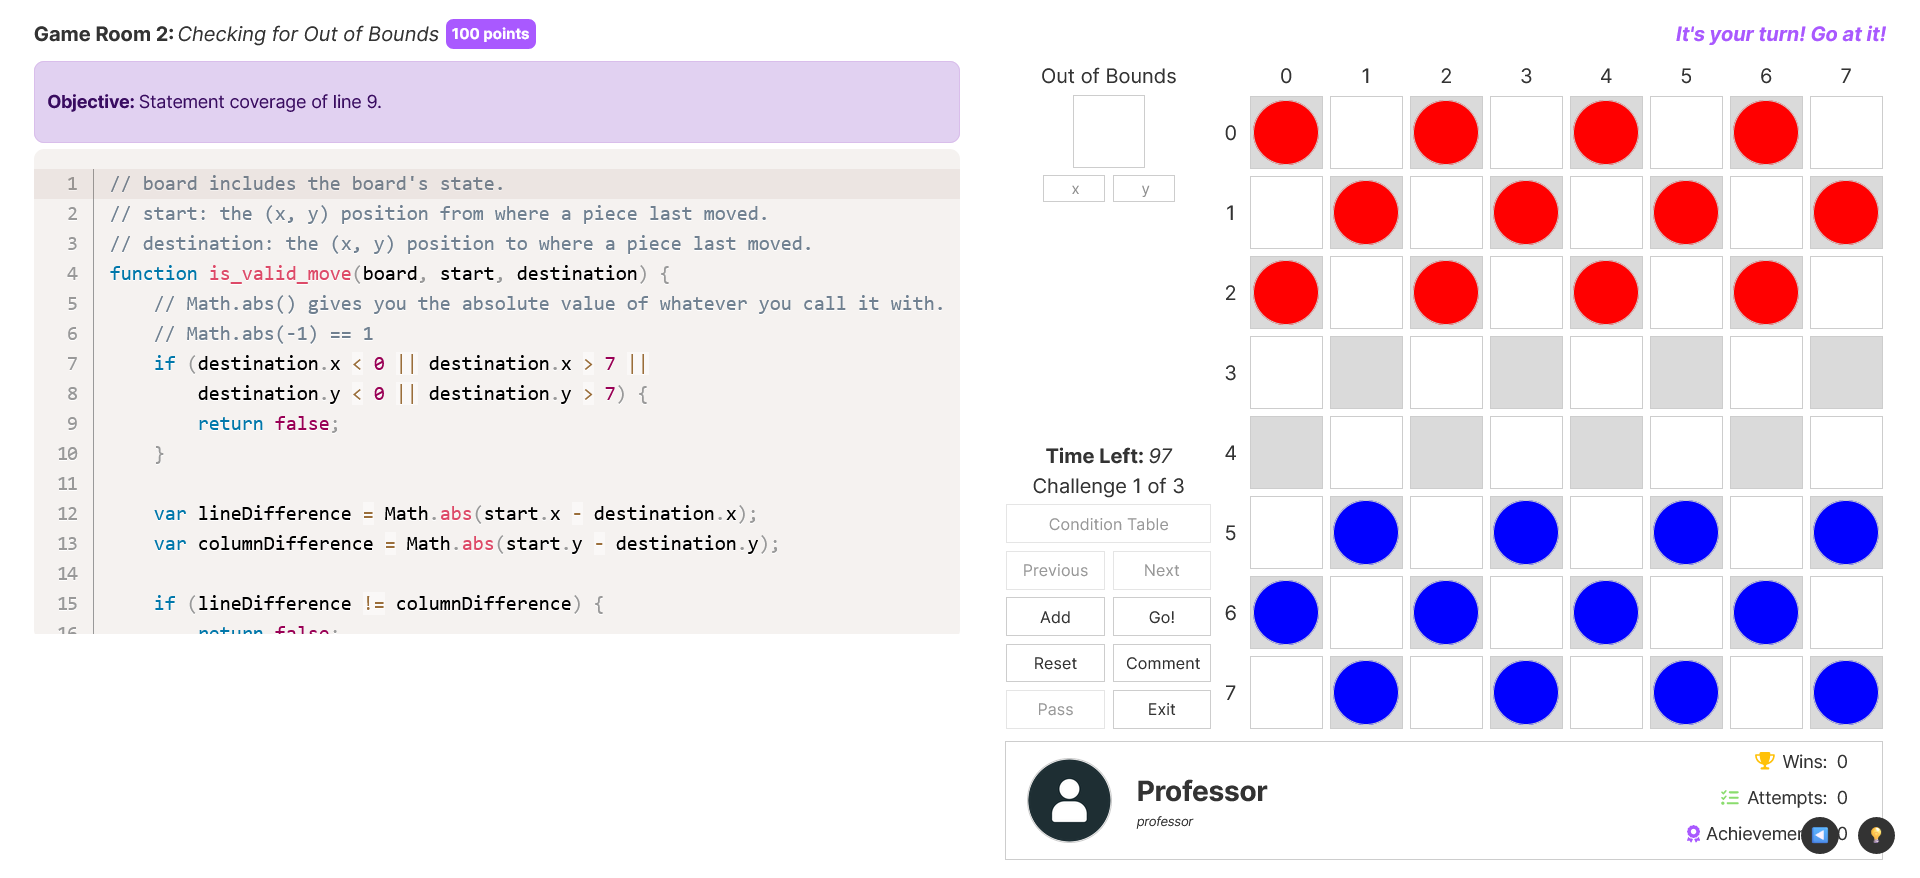 Game Room 2: Checking for Out of Bounds 100 points
It's your turn! Go at it!
Objective: Statement coverage of line 9.
1 // board includes the board's state.
2 // start: the (x, y) position from where a piece last moved.
3 // destination: the (x, y) position to where a piece last moved.
4 function is_valid_move(board, start, destination) {
5 // Math.abs() gives you the absolute value of whatever you call it with.
6 // Math.abs(-1) == 1
7 if (destination.x < 0 || destination.x > 7 ||
8 destination.y < 0 || destination.y > 7) {
9 return false;
10 }
11
12 var lineDifference = Math.abs(start.x - destination.x);
13 var columnDifference = Math.abs(start.y - destination.y);
14
15 if (lineDifference != columnDifference) {
16 return false;
Out of Bounds
x y
Time Left: 97
Challenge 1 of 3
Condition Table
Previous Next
Add Go!
Reset Comment
Pass Exit
0 1 2 3 4 5 6 7
0
1
2
3
4
5
6
7
Professor
professor
Wins: 0
Attempts: 0
0